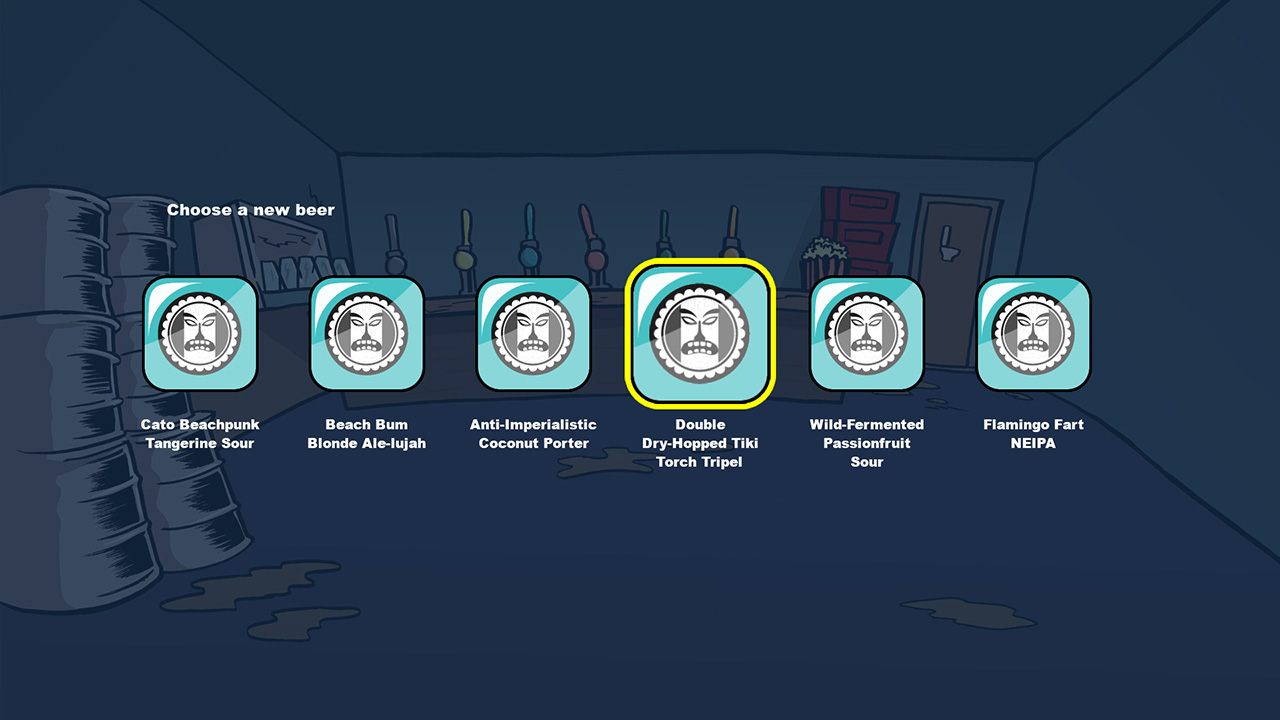 Choose a new beer
Cato Beachpunk
Tangerine Sour
Beach Bum
Blonde Ale-lujah
Anti-Imperialistic
Coconut Porter
Double
Dry-Hopped Tiki
Torch Tripel
Wild-Fermented
Passionfruit
Sour
Flamingo Fart
NEIPA